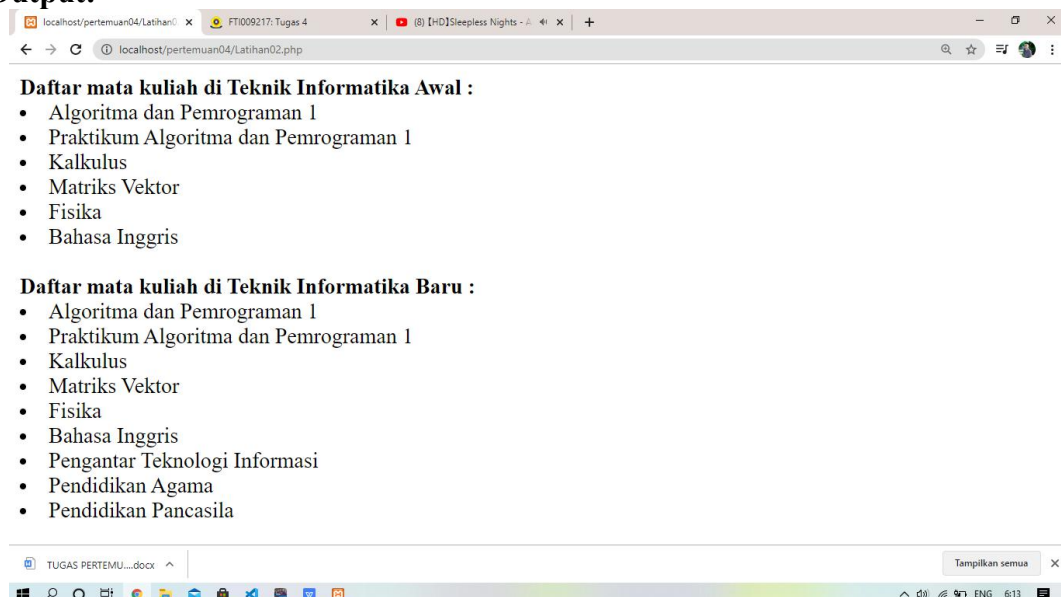 Output:
localhost/pertemuan04/Latihan0
FTI009217: Tugas 4
(8) [HD]Sleepless Nights - A
localhost/pertemuan04/Latihan02.php
Daftar mata kuliah di Teknik Informatika Awal :
• Algoritma dan Pemrograman 1
• Praktikum Algoritma dan Pemrograman 1
• Kalkulus
• Matriks Vektor
• Fisika
• Bahasa Inggris
Daftar mata kuliah di Teknik Informatika Baru :
• Algoritma dan Pemrograman 1
• Praktikum Algoritma dan Pemrograman 1
• Kalkulus
• Matriks Vektor
• Fisika
• Bahasa Inggris
• Pengantar Teknologi Informasi
• Pendidikan Agama
• Pendidikan Pancasila
TUGAS PERTEMU....docx
Tampilkan semua
ENG 6:13